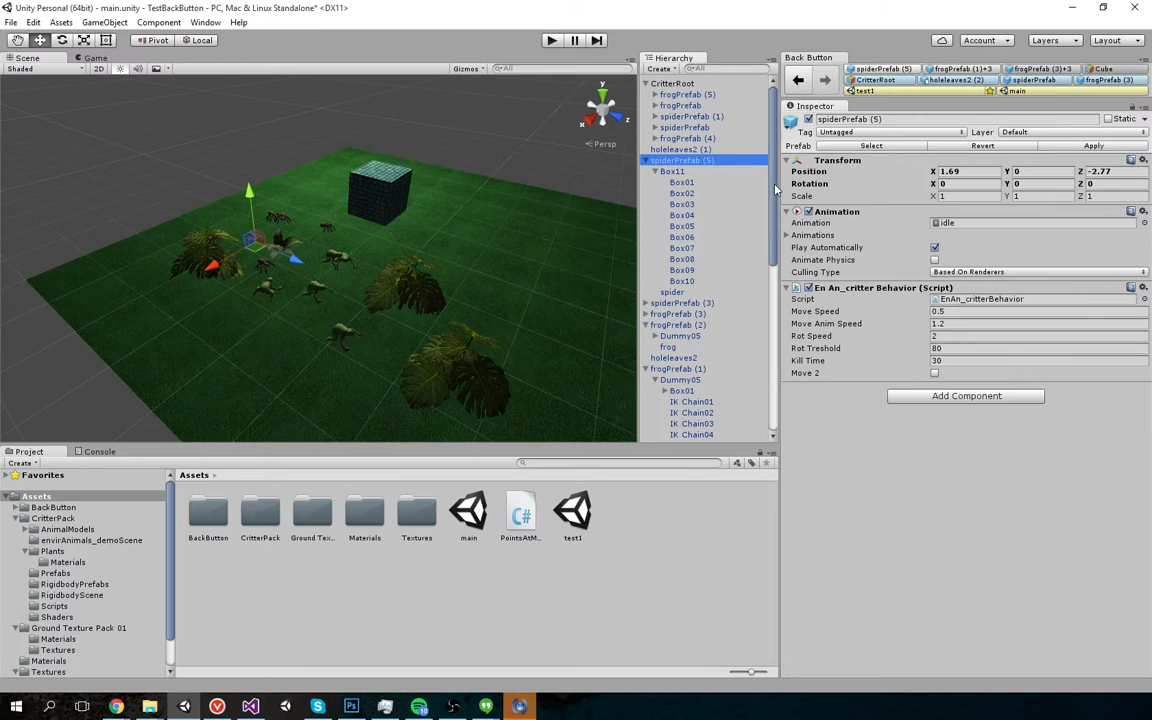 Unity Personal (64bit) - main.unity - TestBackButton - PC, Mac & Linux Standalone* <DX11>
File Edit Assets GameObject Component Window Help
Pivot Local Account Layers Layout
Scene Game
Shaded 2D Gizmos All
Y
X Z
Persp
Hierarchy
Create All
CritterRoot
frogPrefab (5)
frogPrefab
spiderPrefab (1)
spiderPrefab
frogPrefab (4)
holeleaves2 (1)
spiderPrefab (5)
Box11
Box01
Box02
Box03
Box04
Box05
Box06
Box07
Box08
Box09
Box10
spider
spiderPrefab (3)
frogPrefab (3)
frogPrefab (2)
Dummy05
frog
holeleaves2
frogPrefab (1)
Dummy05
Box01
IK Chain01
IK Chain02
IK Chain03
IK Chain04
Back Button
spiderPrefab (5) frogPrefab (1)+3 frogPrefab (3)+3 Cube
CritterRoot holeleaves2 (2) spiderPrefab frogPrefab (3)
test1 main
Inspector
spiderPrefab (5) Static
Tag Untagged Layer Default
Prefab Select Revert Apply
Transform
Position X 1.69 Y 0 Z -2.77
Rotation X 0 Y 0 Z 0
Scale X 1 Y 1 Z 1
Animation
Animation idle
Animations
Play Automatically
Animate Physics
Culling Type Based On Renderers
En An_critter Behavior (Script)
Script EnAn_critterBehavior
Move Speed 0.5
Move Anim Speed 1.2
Rot Speed 2
Rot Treshold 80
Kill Time 30
Move 2
Add Component
Project Console
Create
Favorites
Assets
BackButton
CritterPack
AnimalModels
envirAnimals_demoScene
Plants
Materials
Prefabs
RigidbodyPrefabs
RigidbodyScene
Scripts
Shaders
Ground Texture Pack 01
Materials
Textures
Materials
Textures
Assets
BackButton CritterPack Ground Tex... Materials Textures main PointsAtM... test1
C#